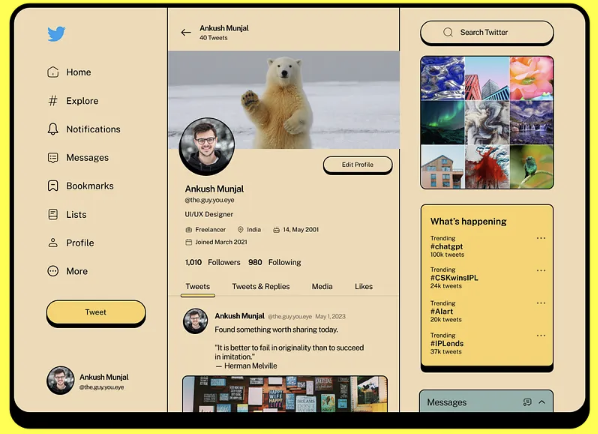 Home
Explore
Notifications
Messages
Bookmarks
Lists
Profile
More
Tweet
Ankush Munjal
@the.guy.you.eye
Ankush Munjal
40 Tweets
Edit Profile
Ankush Munjal
@the.guy.you.eye
UI/UX Designer
Freelancer India 14, May 2001
Joined March 2021
1,010 Followers 980 Following
Tweets Tweets & Replies Media Likes
Ankush Munjal @the.guy.you.eye May 1, 2023
Found something worth sharing today.
"It is better to fail in originality than to succeed
in imitation."
— Herman Melville
Search Twitter
What's happening
Trending
#chatgpt
100k tweets
Trending
#CSKwinsIPL
24k tweets
Trending
#AIart
20k tweets
Trending
#IPLends
37k tweets
Messages